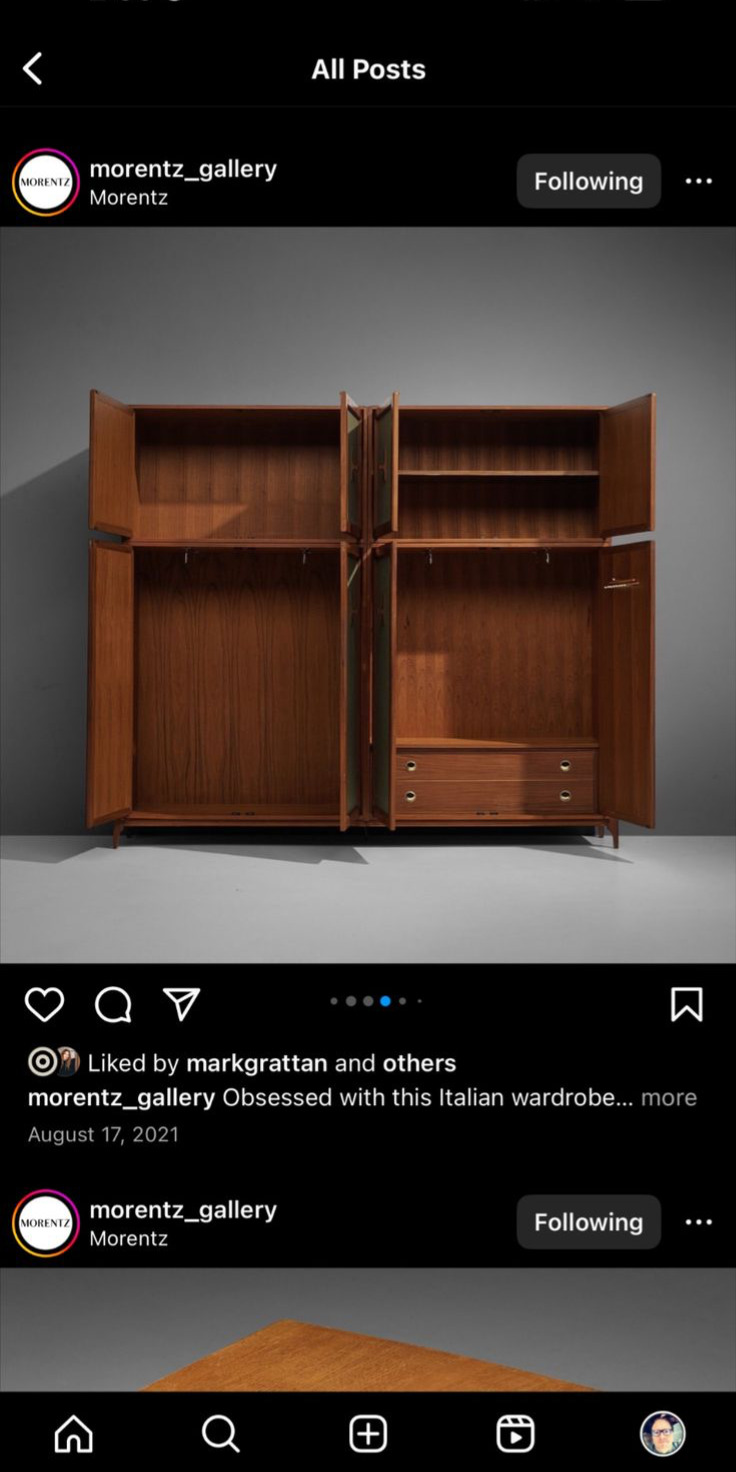 All Posts
MORENTZ
morentz_gallery
Morentz
Following
Liked by markgrattan and others
morentz_gallery Obsessed with this Italian wardrobe... more
August 17, 2021
MORENTZ
morentz_gallery
Morentz
Following